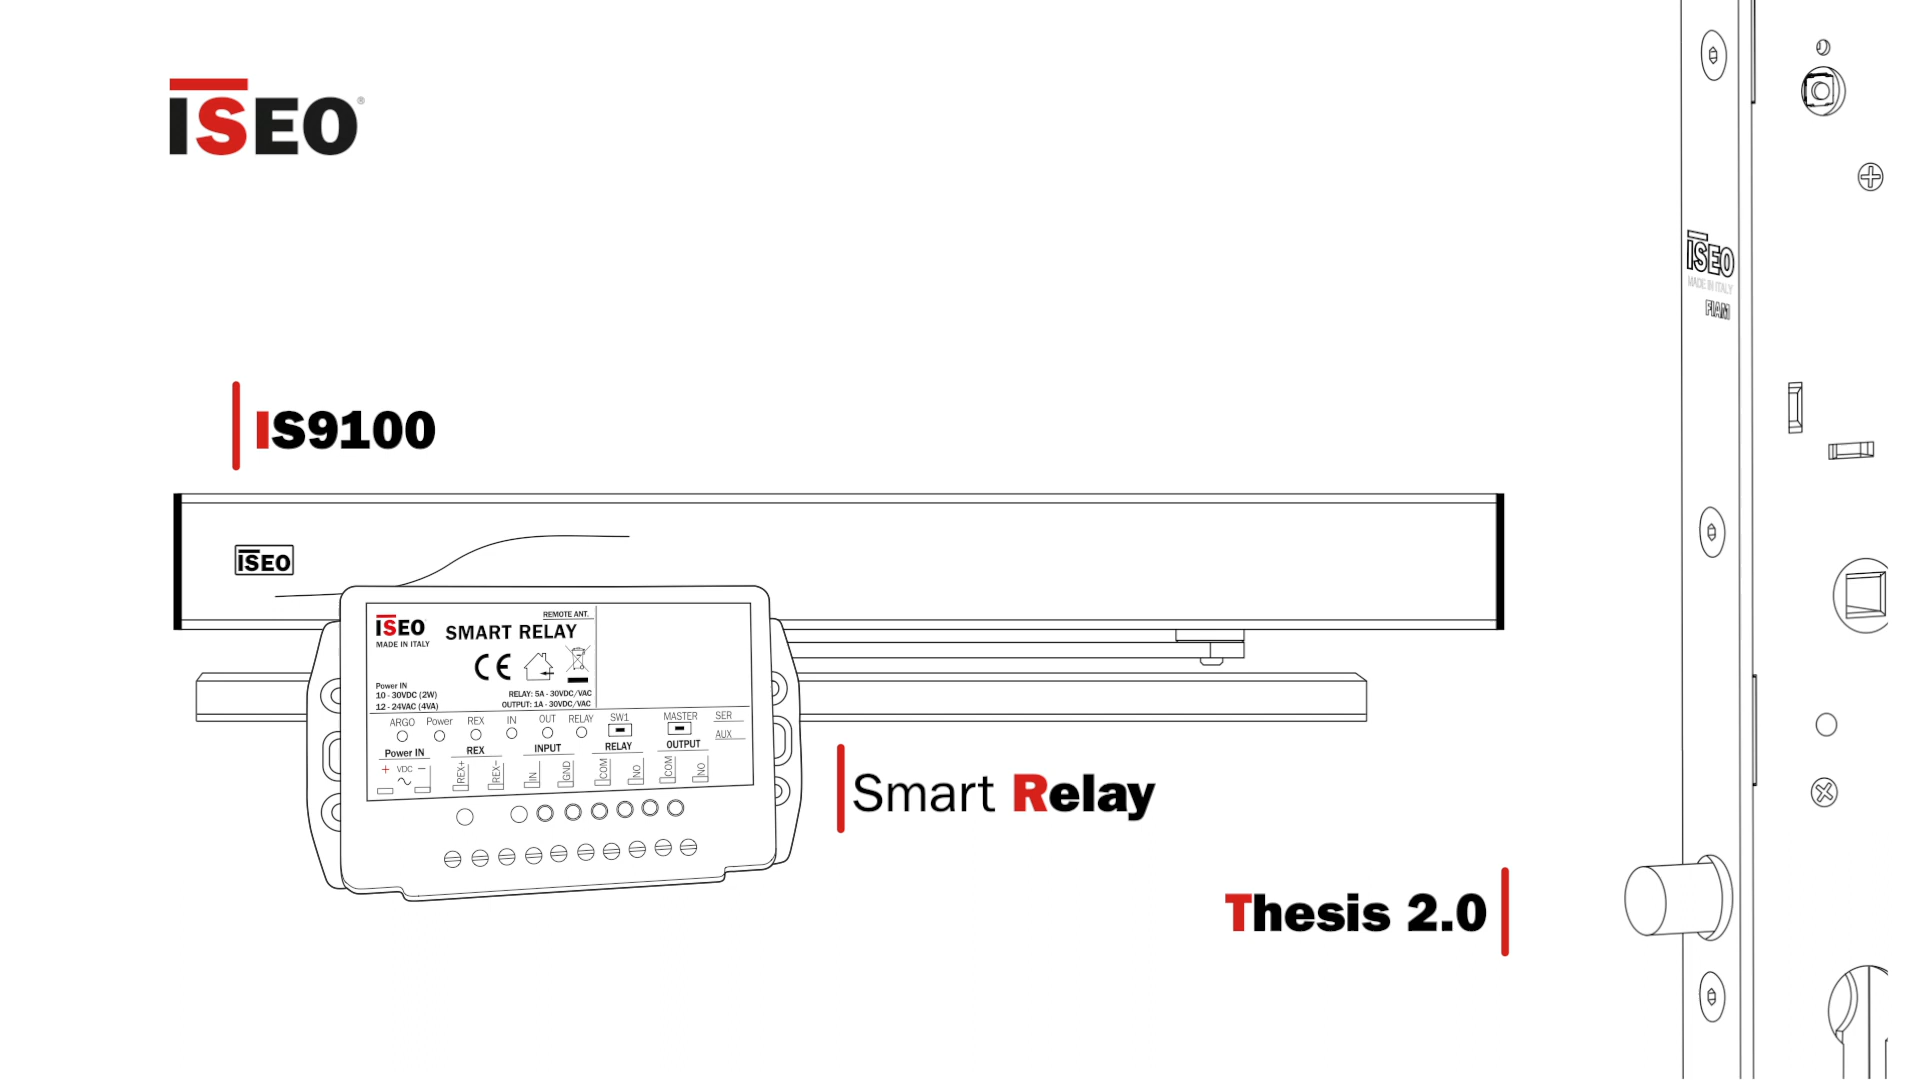 ISEO®
ISEO
MADE IN ITALY
FIAM
IS9100
ISEO
REMOTE ANT.
ISEO
MADE IN ITALY
SMART RELAY
CE
Power IN
10 - 30VDC (2W)
12 - 24VAC (4VA)
RELAY: 5A - 30VDC/VAC
OUTPUT: 1A - 30VDC/VAC
ARGO Power REX IN OUT RELAY SW1 MASTER SER
AUX
Power IN REX INPUT RELAY OUTPUT
+ VDC − REX+ REX− IN GND COM NO COM NO
Smart Relay
Thesis 2.0